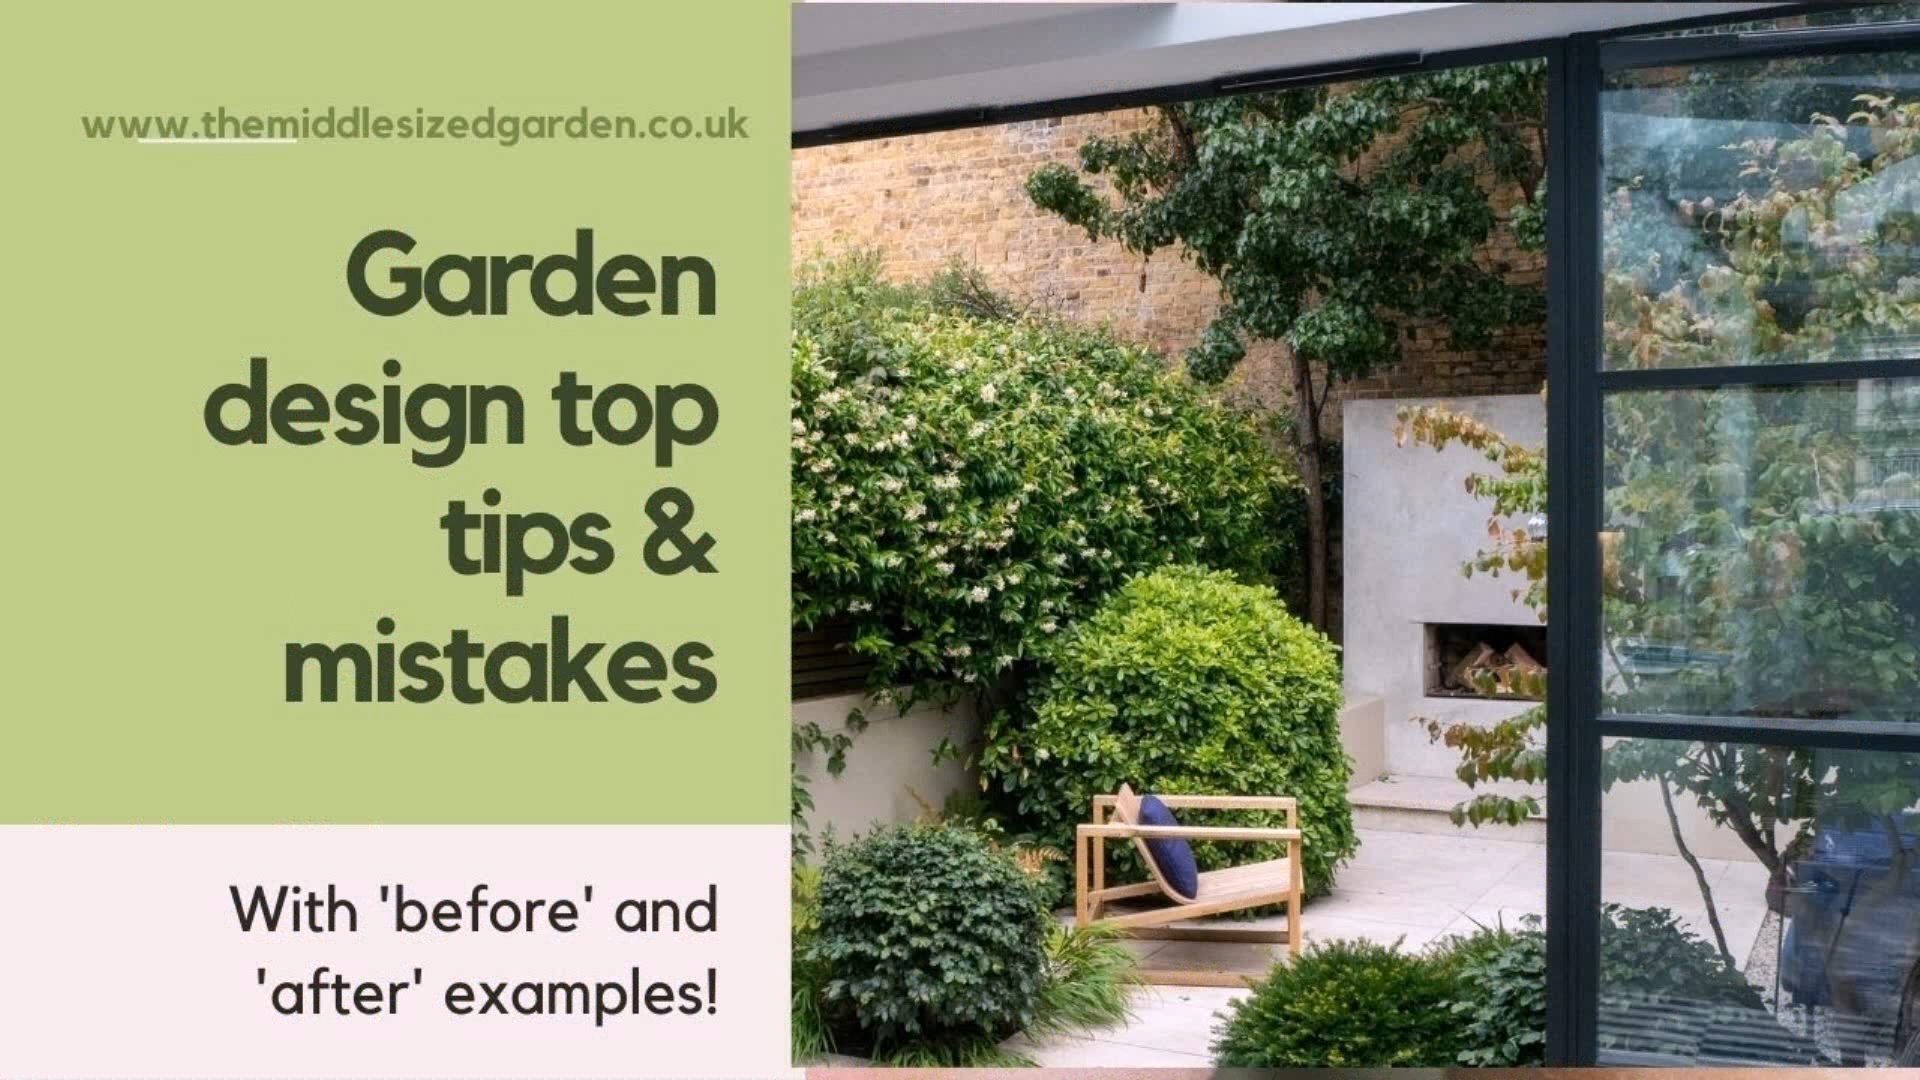 www.themiddlesizedgarden.co.uk
Garden
design top
tips &
mistakes
With 'before' and
'after' examples!